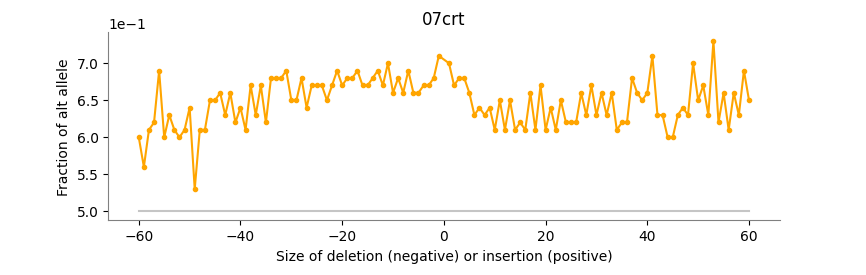 07crt
1e−1
Fraction of alt allele
7.0
6.5
6.0
5.5
5.0
−60 −40 −20 0 20 40 60
Size of deletion (negative) or insertion (positive)